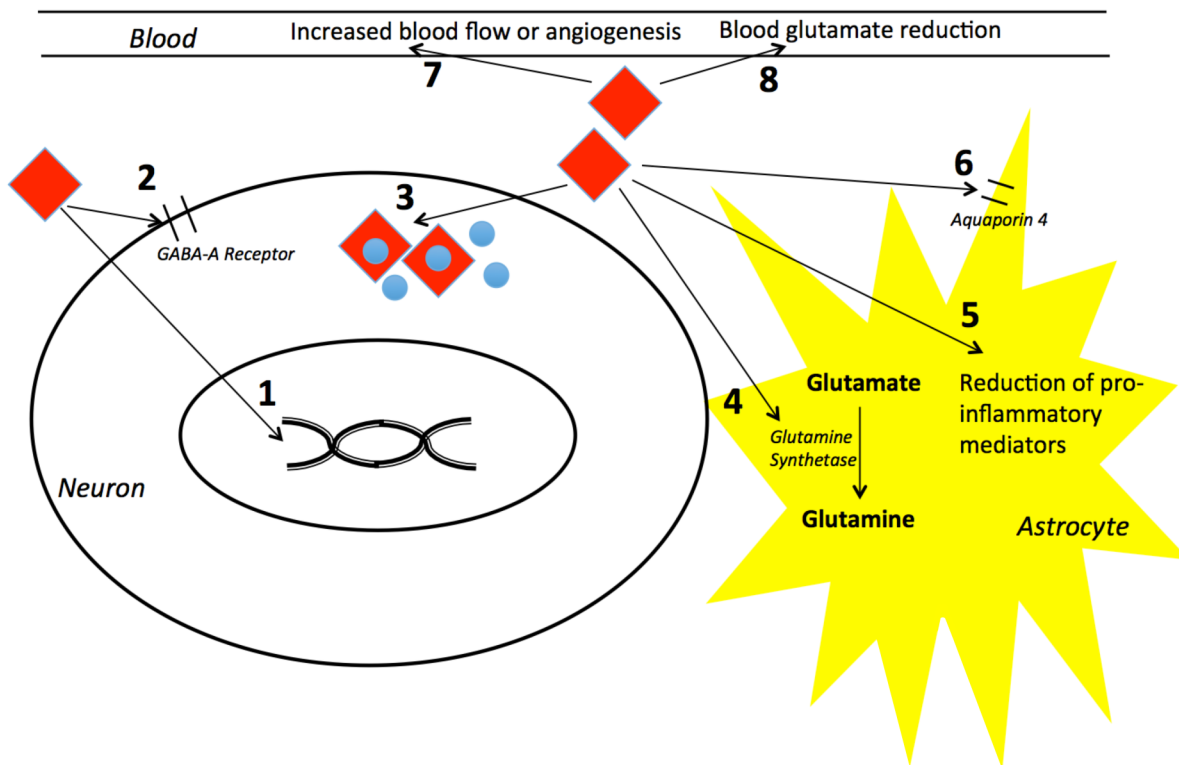 Blood
Increased blood flow or angiogenesis
Blood glutamate reduction
7
8
2
GABA-A Receptor
3
6
Aquaporin 4
1
Neuron
4
5
Glutamate
Glutamine
Synthetase
Glutamine
Reduction of pro-
inflammatory
mediators
Astrocyte